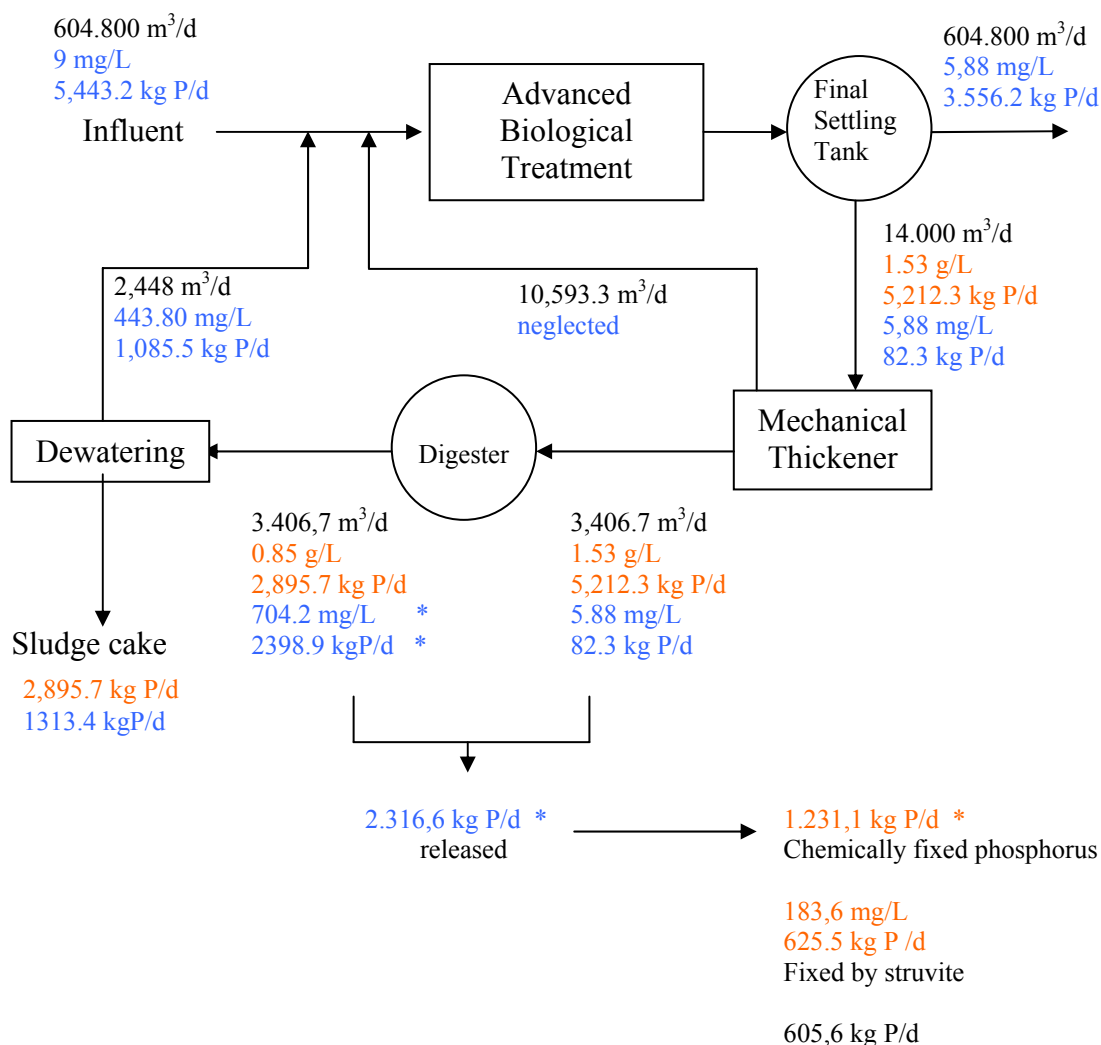 604.800 m³/d
9 mg/L
5,443.2 kg P/d
Influent
Advanced
Biological
Treatment
Final
Settling
Tank
604.800 m³/d
5,88 mg/L
3.556.2 kg P/d
14.000 m³/d
1.53 g/L
5,212.3 kg P/d
5,88 mg/L
82.3 kg P/d
2,448 m³/d
443.80 mg/L
1,085.5 kg P/d
10,593.3 m³/d
neglected
Dewatering
Digester
Mechanical
Thickener
3.406,7 m³/d
0.85 g/L
2,895.7 kg P/d
704.2 mg/L *
2398.9 kgP/d *
3,406.7 m³/d
1.53 g/L
5,212.3 kg P/d
5.88 mg/L
82.3 kg P/d
Sludge cake
2,895.7 kg P/d
1313.4 kgP/d
2.316,6 kg P/d *
released
1.231,1 kg P/d *
Chemically fixed phosphorus
183,6 mg/L
625.5 kg P /d
Fixed by struvite
605,6 kg P/d